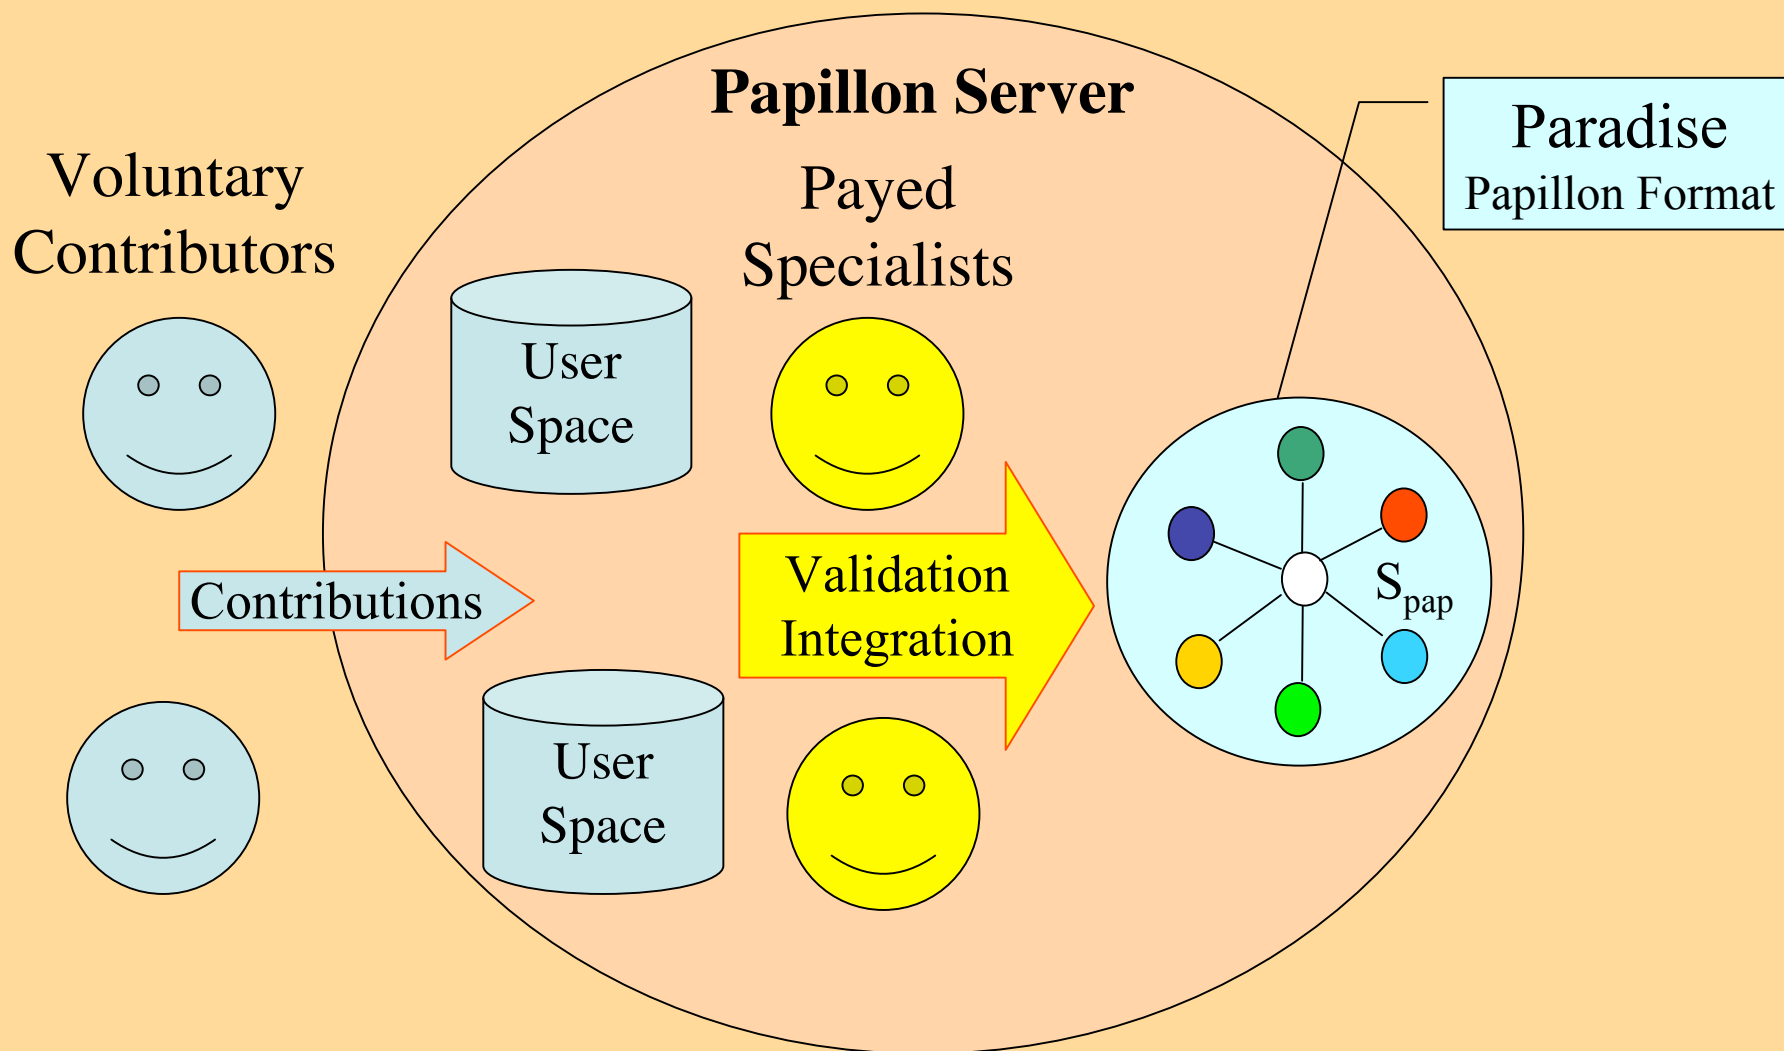 Papillon Server
Voluntary
Contributors
Payed
Specialists
Paradise
Papillon Format
User
Space
Contributions
Validation
Integration
Spap
User
Space